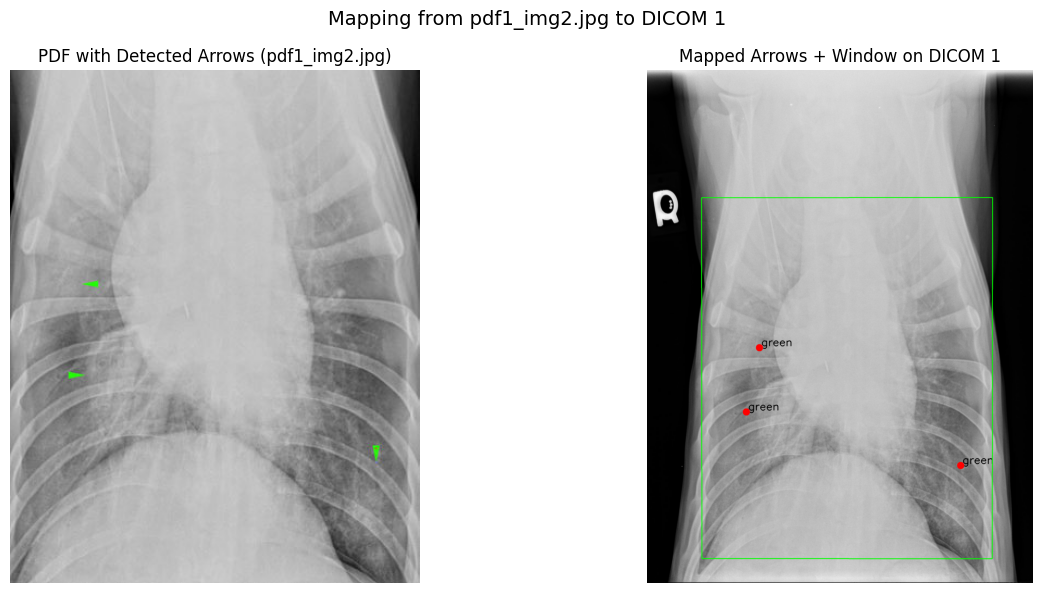 Mapping from pdf1_img2.jpg to DICOM 1
PDF with Detected Arrows (pdf1_img2.jpg)
Mapped Arrows + Window on DICOM 1
R
green
green
green